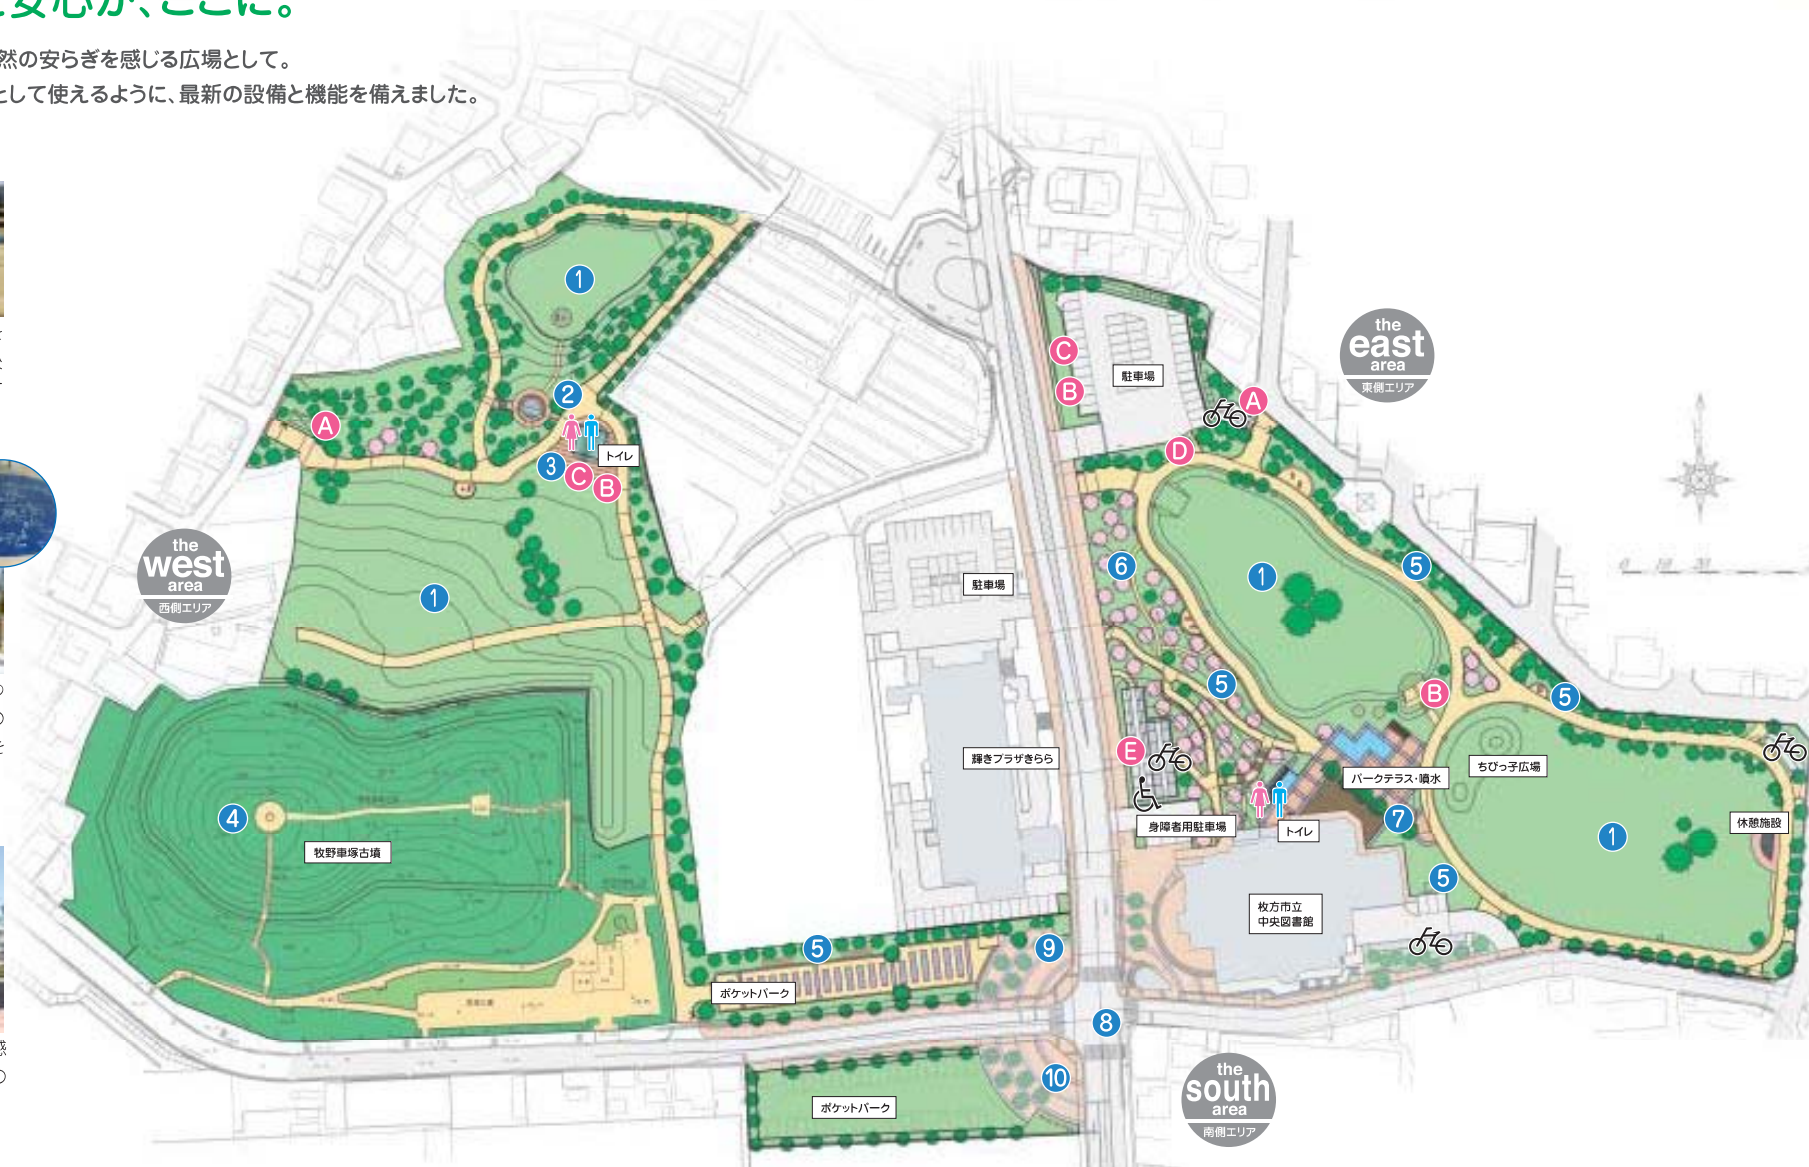 安心が、ここに。
然の安らぎを感じる広場として。
として使えるように、最新の設備と機能を備えました。
1
the
east
area
東側エリア
C
駐車場
B
2
A
A
トイレ
D
3
C
B
the
west
area
西側エリア
6
1
5
駐車場
1
5
B
5
E
輝きプラザきらら
ちびっ子広場
パークテラス・噴水
4
身障者用駐車場
トイレ
7
休憩施設
1
牧野車塚古墳
5
枚方市立
中央図書館
5
9
ポケットパーク
8
10
ポケットパーク
the
south
area
南側エリア